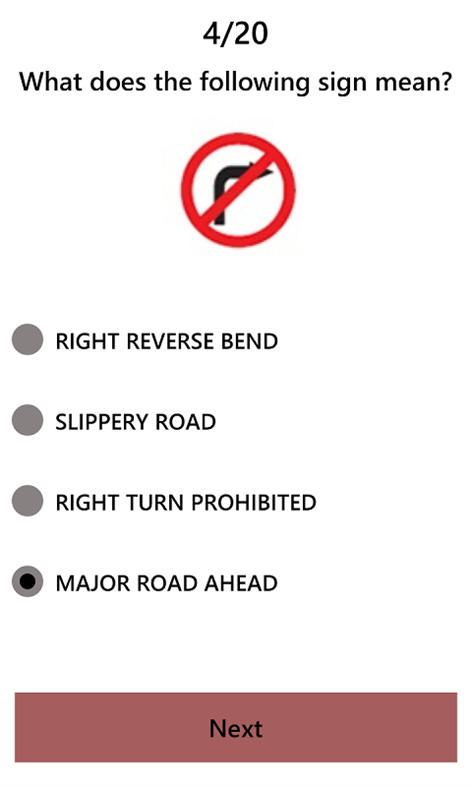 4/20
What does the following sign mean?
RIGHT REVERSE BEND
SLIPPERY ROAD
RIGHT TURN PROHIBITED
MAJOR ROAD AHEAD
Next